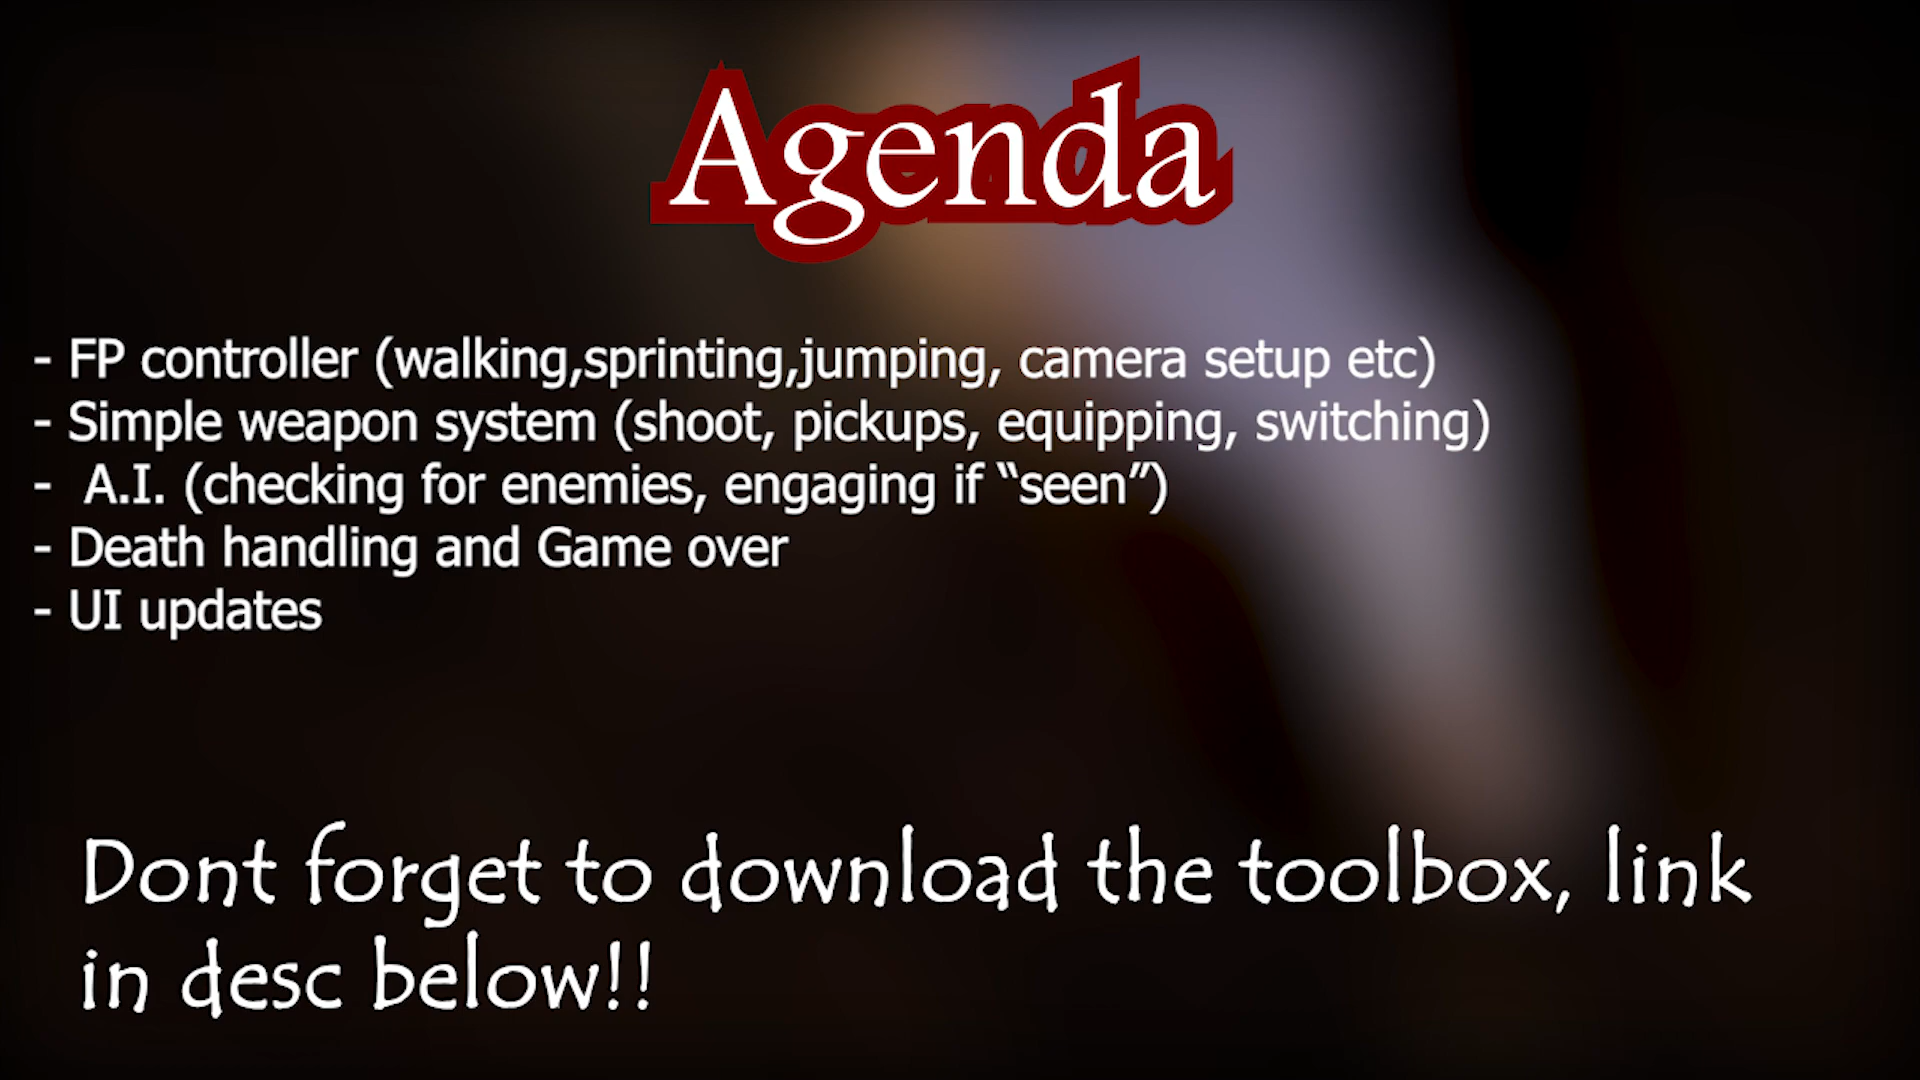 Agenda
- FP controller (walking,sprinting,jumping, camera setup etc)
- Simple weapon system (shoot, pickups, equipping, switching)
-  A.I. (checking for enemies, engaging if “seen”)
- Death handling and Game over
- UI updates
Dont forget to download the toolbox, link
in desc below!!